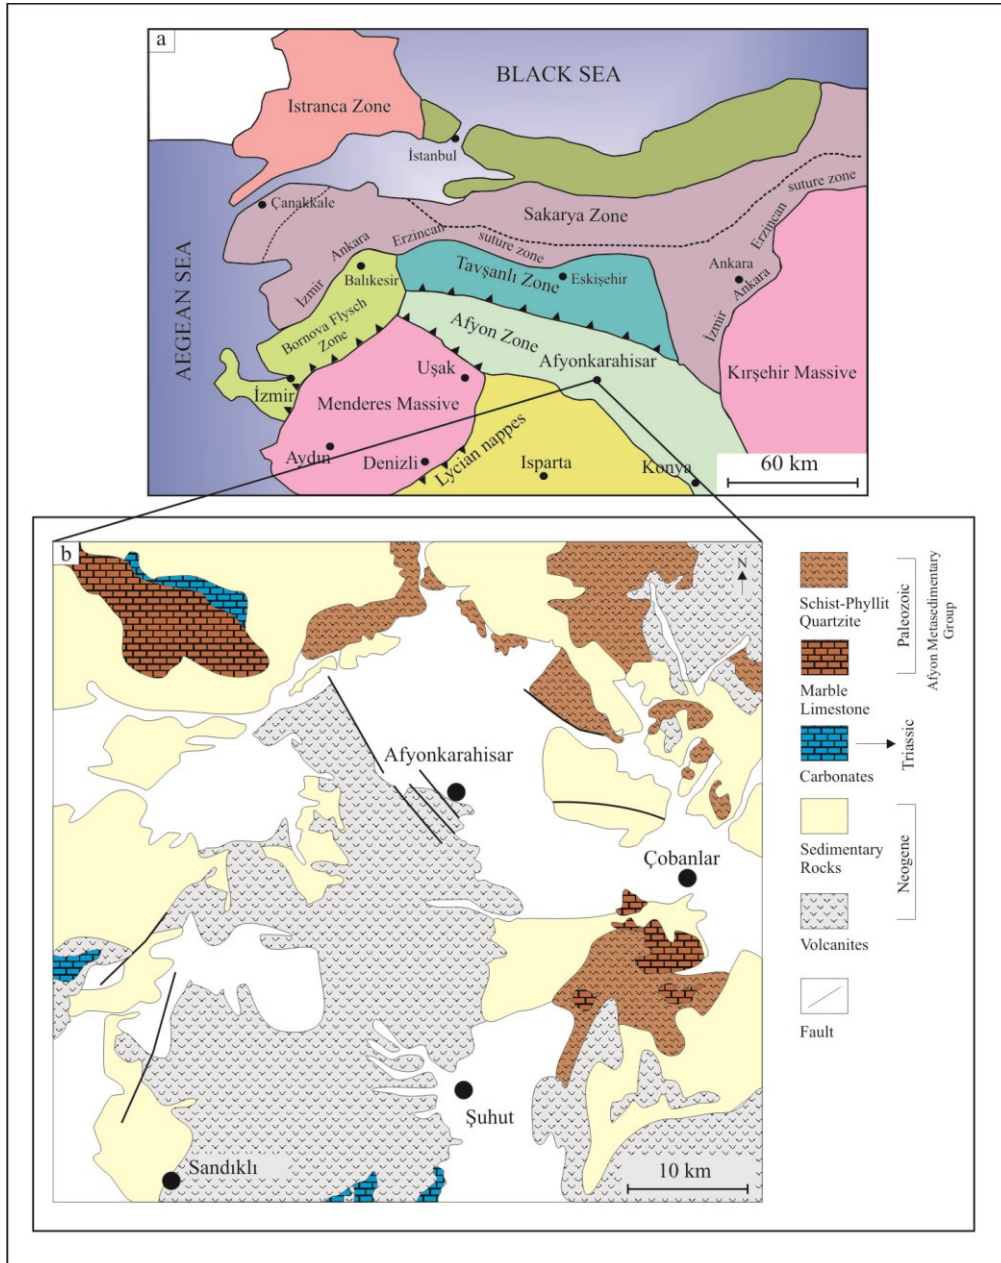 a
BLACK SEA
Istranca Zone
İstanbul
Çanakkale
Sakarya Zone
suture zone
Erzincan
Ankara
İzmir
Erzincan
suture zone
Ankara
Ankara
İzmir
AEGEAN SEA
Balıkesir
Tavşanlı Zone
Eskişehir
Bornova Flysch
Zone
Afyon Zone
Afyonkarahisar
İzmir
Uşak
Menderes Massive
Kırşehir Massive
Aydın
Denizli
Lycian nappes
Isparta
Konya
60 km
b
N
Afyonkarahisar
Çobanlar
Şuhut
Sandıklı
10 km
Schist-Phyllit
Quartzite
Marble
Limestone
Paleozoic
Afyon Metasedimentary
Group
Carbonates
Triassic
Sedimentary
Rocks
Neogene
Volcanites
Fault